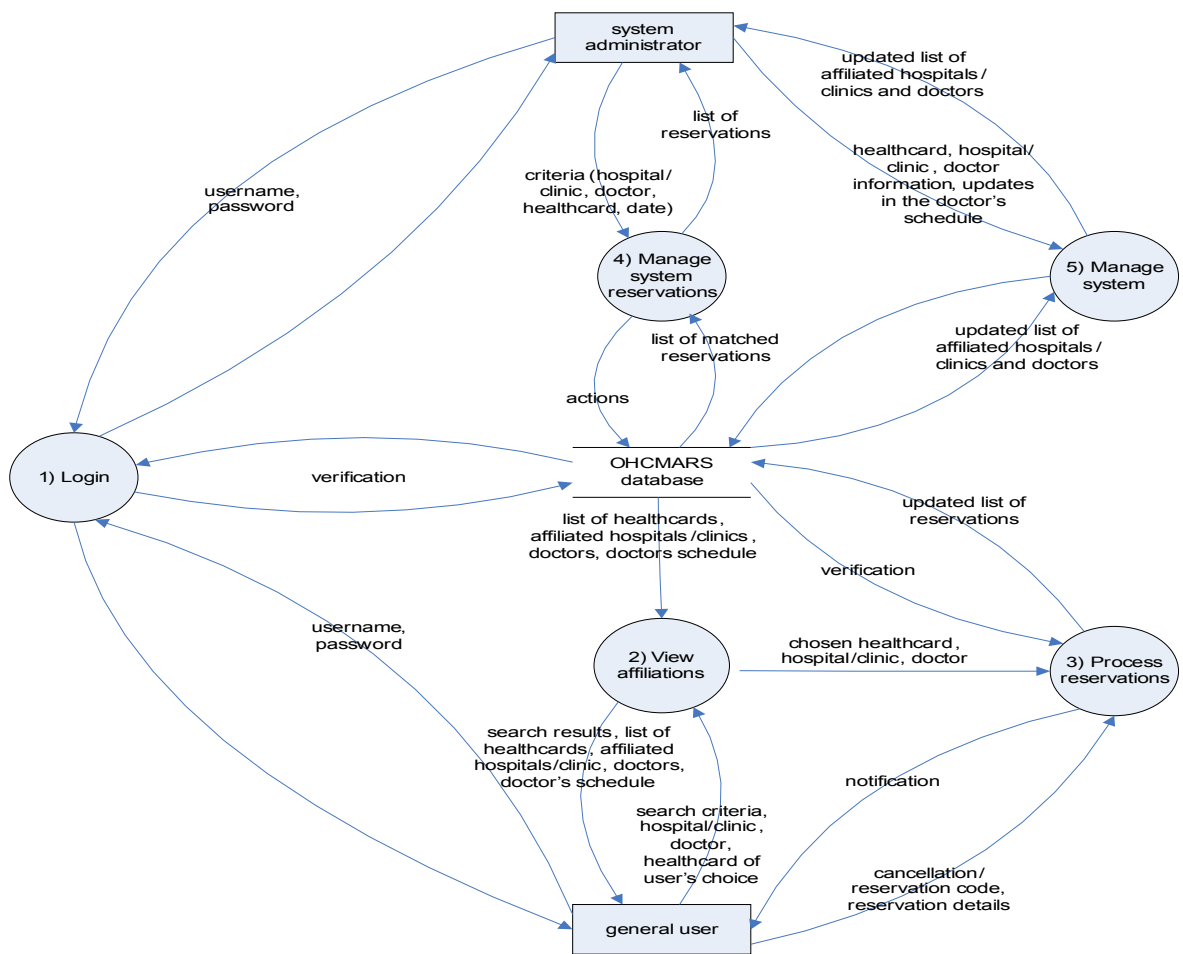 system
administrator
updated list of
affiliated hospitals/
clinics and doctors
list of
reservations
healthcard, hospital/
clinic, doctor
information, updates
in the doctor's
schedule
criteria (hospital/
clinic, doctor,
healthcard, date)
username,
password
4) Manage
system
reservations
5) Manage
system
updated list of
affiliated hospitals/
clinics and doctors
list of matched
reservations
actions
1) Login
verification
OHCMARS
database
updated list of
reservations
list of healthcards,
affiliated hospitals/clinics,
doctors, doctors schedule
verification
username,
password
2) View
affiliations
chosen healthcard,
hospital/clinic, doctor
3) Process
reservations
search results, list of
healthcards, affiliated
hospitals/clinic, doctors,
doctor's schedule
notification
search criteria,
hospital/clinic,
doctor,
healthcard of
user's choice
cancellation/
reservation code,
reservation details
general user